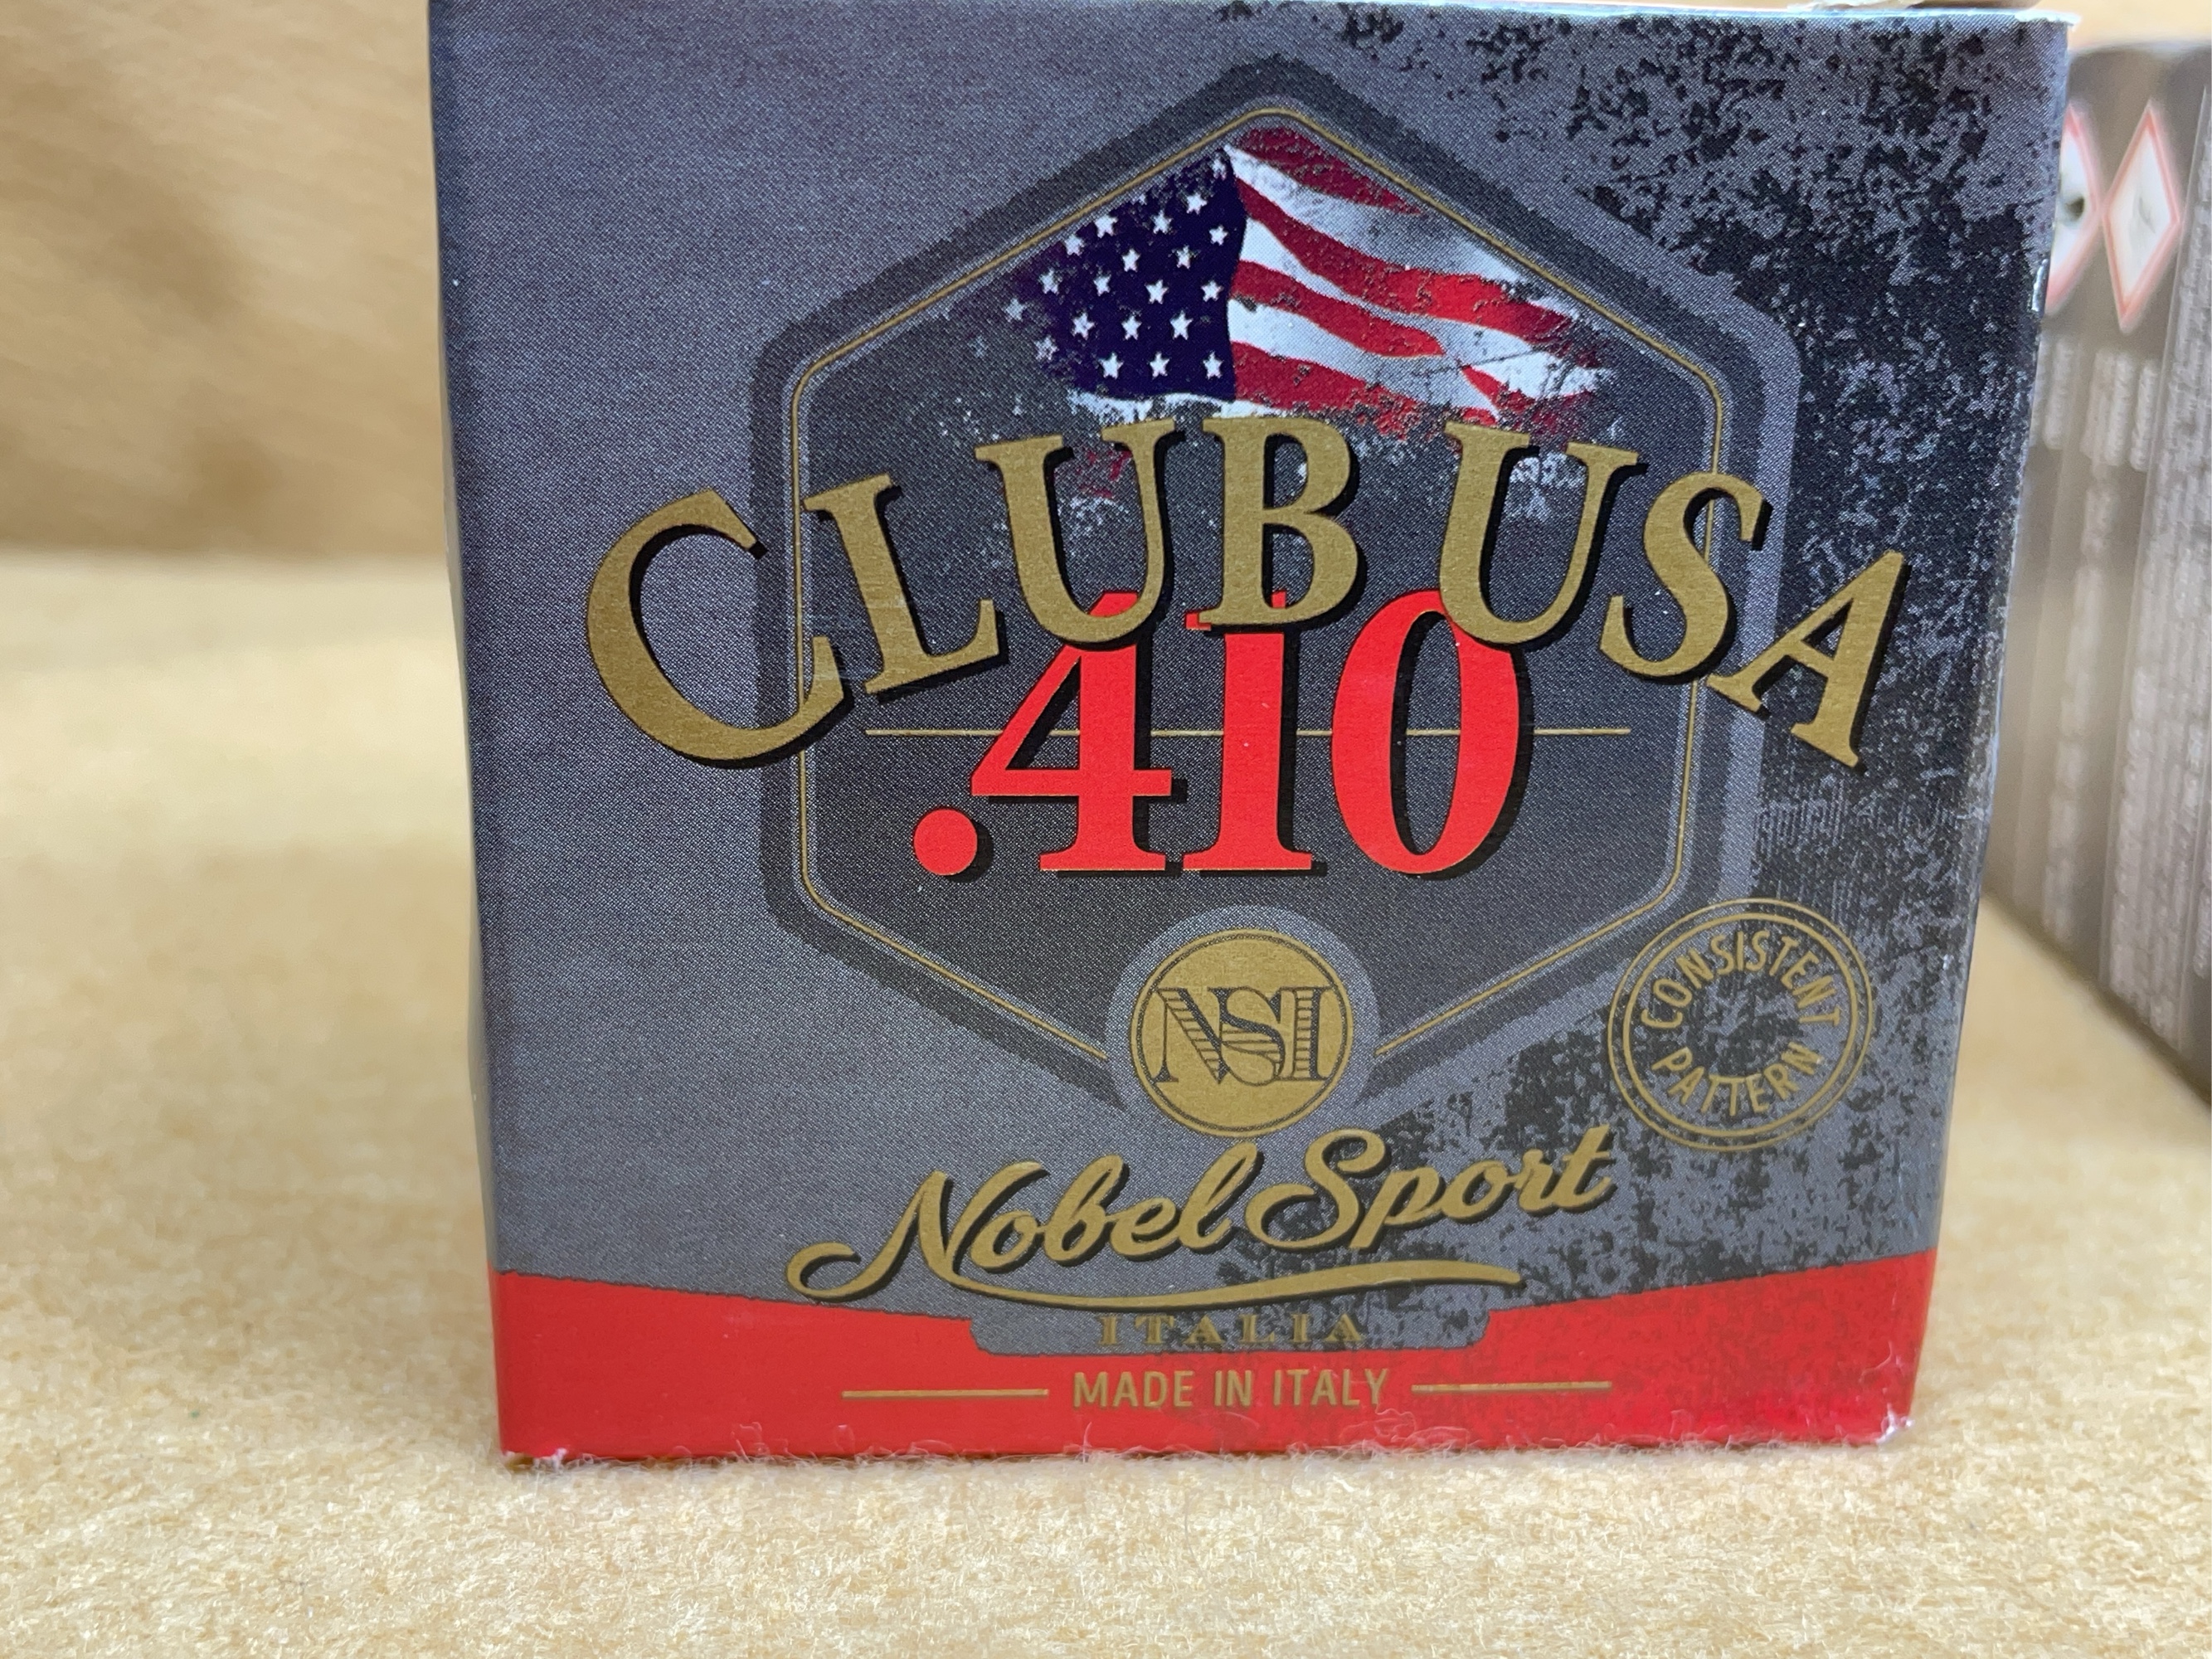 CLUB USA
.410
NSI
CONSISTENT
PATTERN
Nobel Sport
ITALIA
MADE IN ITALY